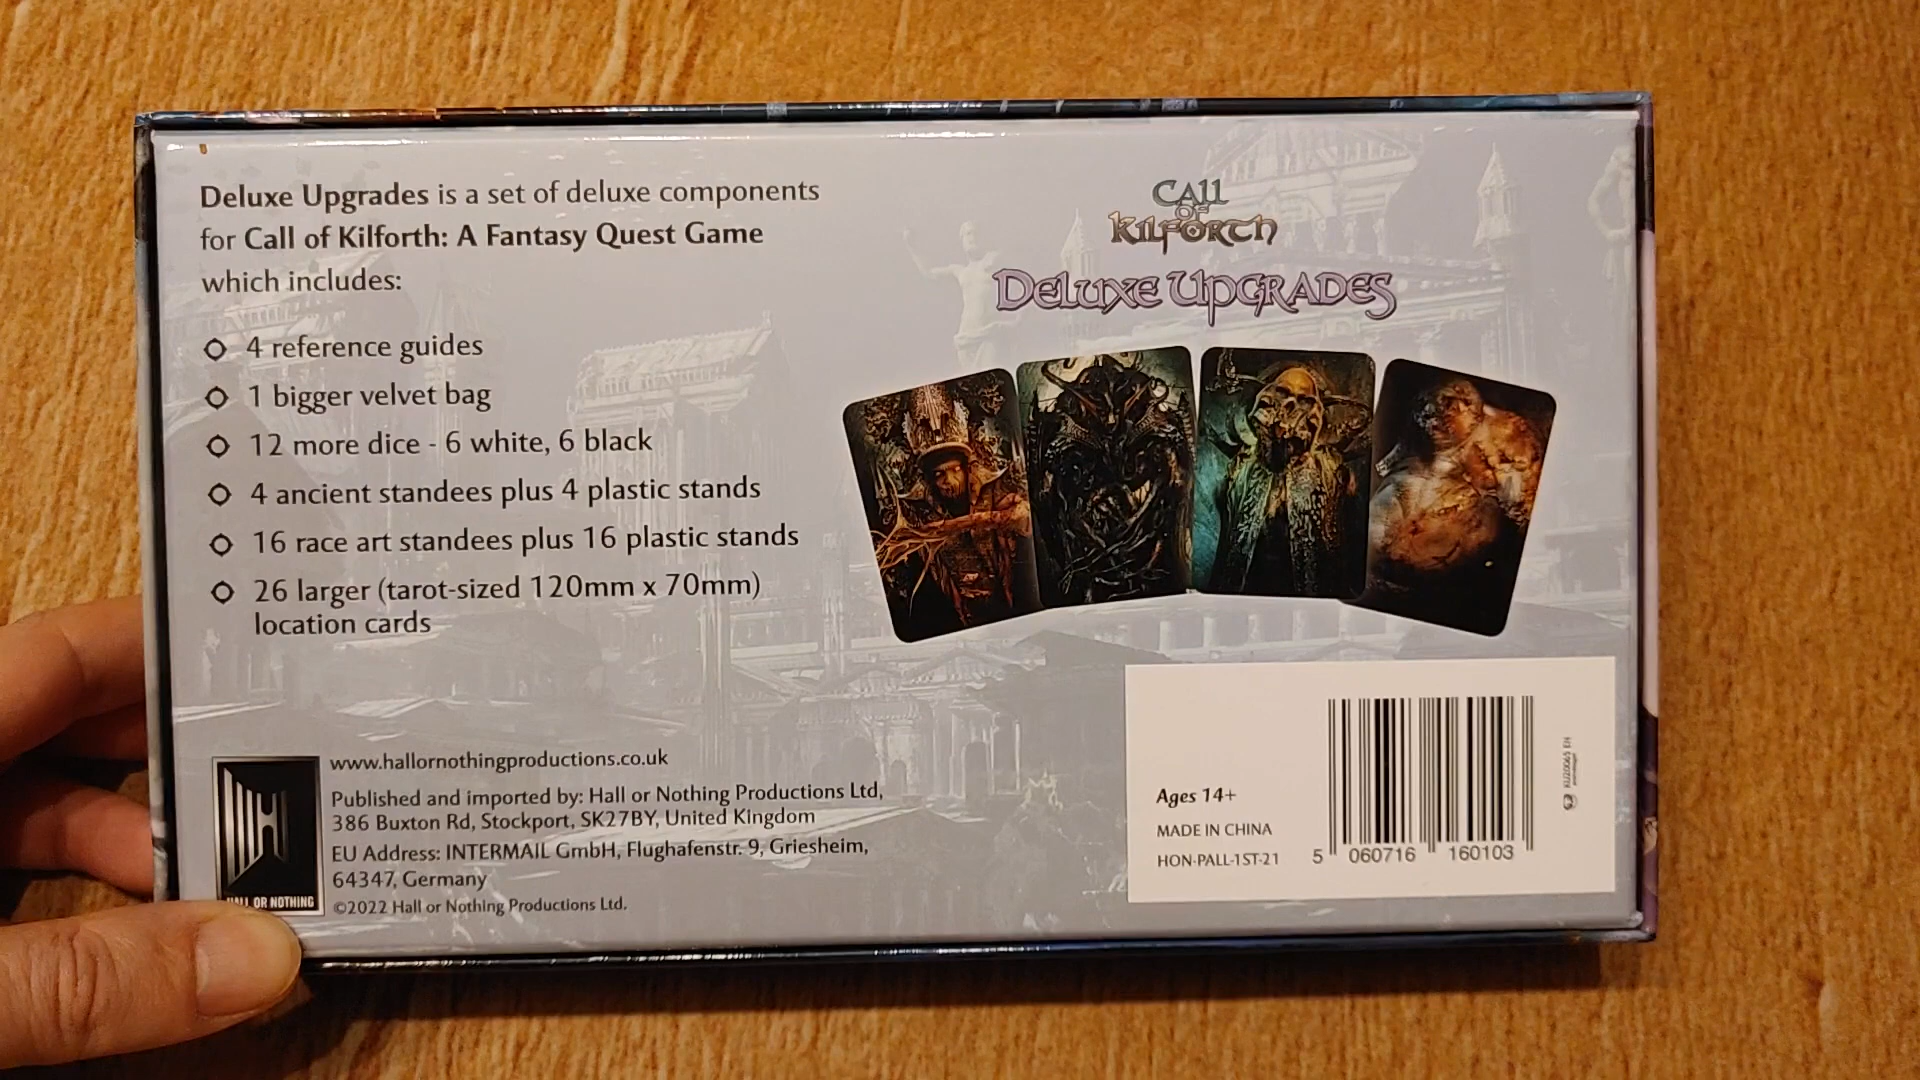 Deluxe Upgrades is a set of deluxe components
for Call of Kilforth: A Fantasy Quest Game
which includes:
4 reference guides
1 bigger velvet bag
12 more dice - 6 white, 6 black
4 ancient standees plus 4 plastic stands
16 race art standees plus 16 plastic stands
26 larger (tarot-sized 120mm x 70mm)
location cards
CALL
OF
KILFORTH
DELUXE UPGRADES
www.hallornothingproductions.co.uk
Published and imported by: Hall or Nothing Productions Ltd,
386 Buxton Rd, Stockport, SK27BY, United Kingdom
EU Address: INTERMAIL GmbH, Flughafenstr. 9, Griesheim,
64347, Germany
©2022 Hall or Nothing Productions Ltd.
HALL OR NOTHING
Ages 14+
MADE IN CHINA
HON-PALL-1ST-21
5 060716 160103